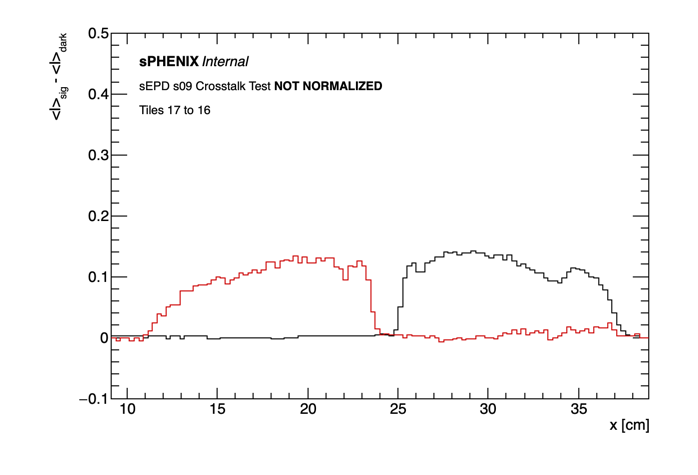 <I>sig - <I>dark
0.5
sPHENIX Internal
sEPD s09 Crosstalk Test NOT NORMALIZED
0.4
Tiles 17 to 16
0.3
0.2
0.1
0
−0.1
10 15 20 25 30 35
x [cm]